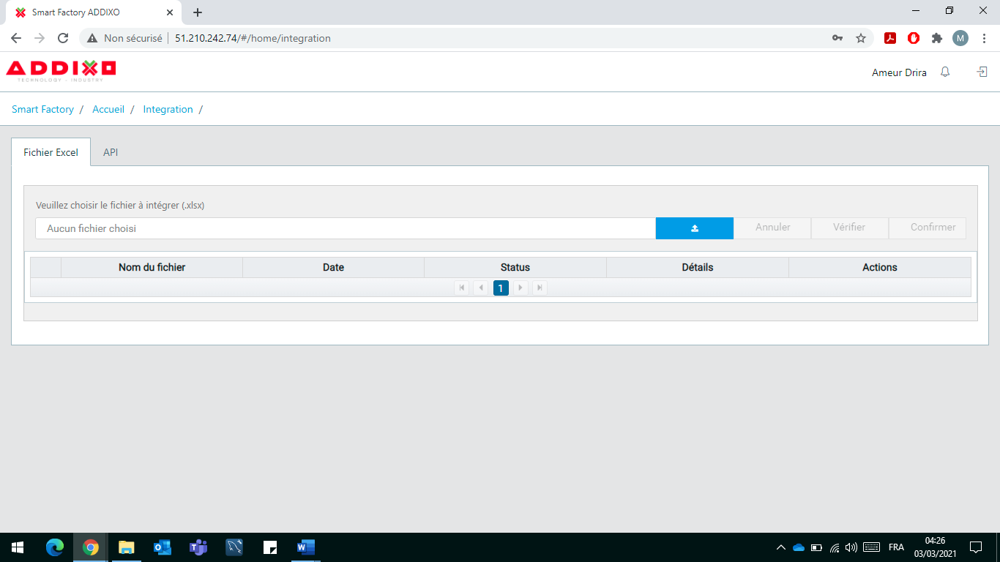 Smart Factory ADDIXO
Non sécurisé 51.210.242.74/#/home/integration
M
ADDIXO
TECHNOLOGY - INDUSTRY
Ameur Drira
Smart Factory / Accueil / Integration /
Fichier Excel API
Veuillez choisir le fichier à intégrer (.xlsx)
Aucun fichier choisi Annuler Vérifier Confirmer
Nom du fichier Date Status Détails Actions
1
FRA
04:26
03/03/2021